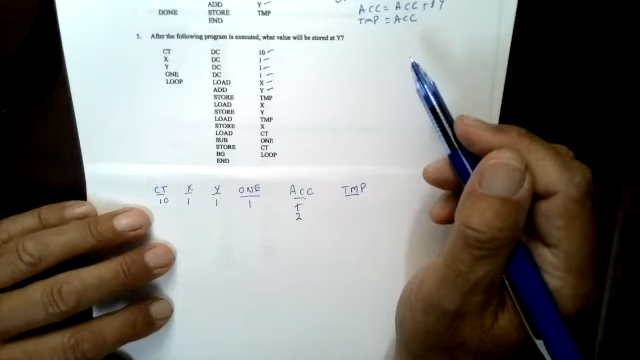 ADD Y
DONE STORE TMP
END
TMP = ACC
5. After the following program is executed, what value will be stored at Y?
CT DC 10
X DC 1
Y DC 1
ONE DC 1
LOOP LOAD X
ADD Y
STORE TMP
LOAD X
STORE Y
LOAD TMP
STORE X
LOAD CT
SUB ONE
STORE CT
BG LOOP
END
CT X Y ONE ACC TMP
10 1 1 1 1
2